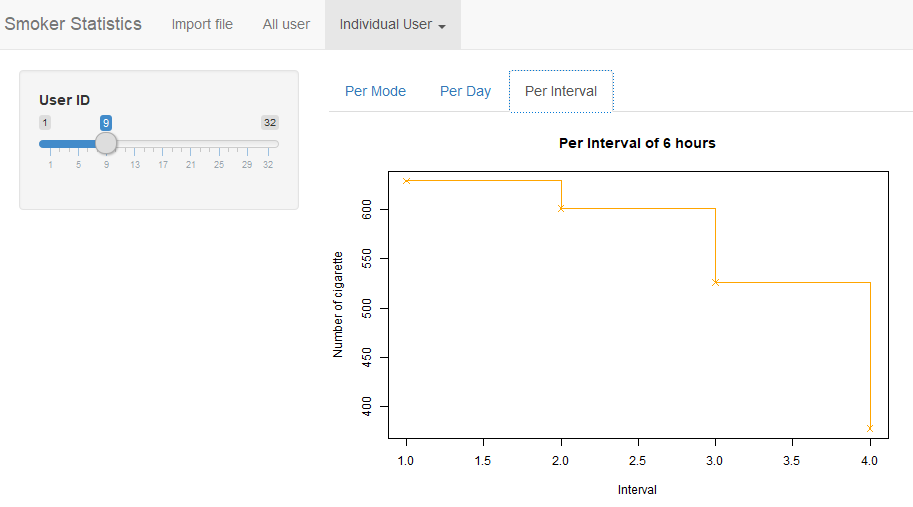 Smoker Statistics Import file All user Individual User
User ID
1 9 32
1 5 9 13 17 21 25 29 32
Per Mode Per Day Per Interval
Per Interval of 6 hours
Number of cigarette
600
550
500
450
400
1.0 1.5 2.0 2.5 3.0 3.5 4.0
Interval